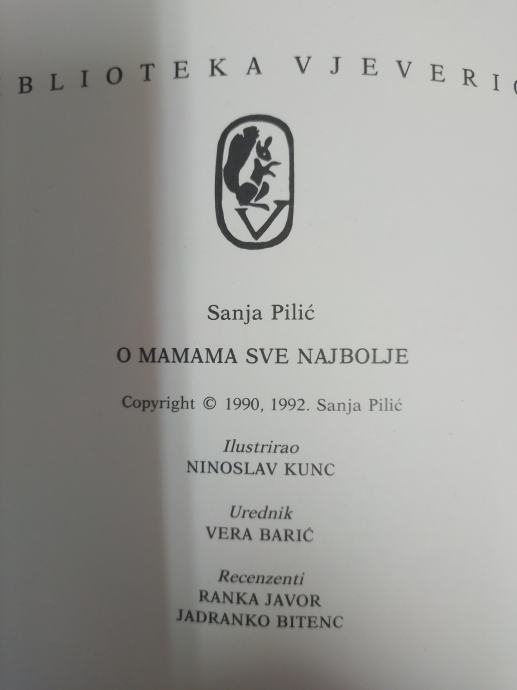 BLIOTEKA VJEVERI
V
Sanja Pilić
O MAMAMA SVE NAJBOLJE
Copyright © 1990, 1992. Sanja Pilić
Ilustrirao
NINOSLAV KUNC
Urednik
VERA BARIĆ
Recenzenti
RANKA JAVOR
JADRANKO BITENC